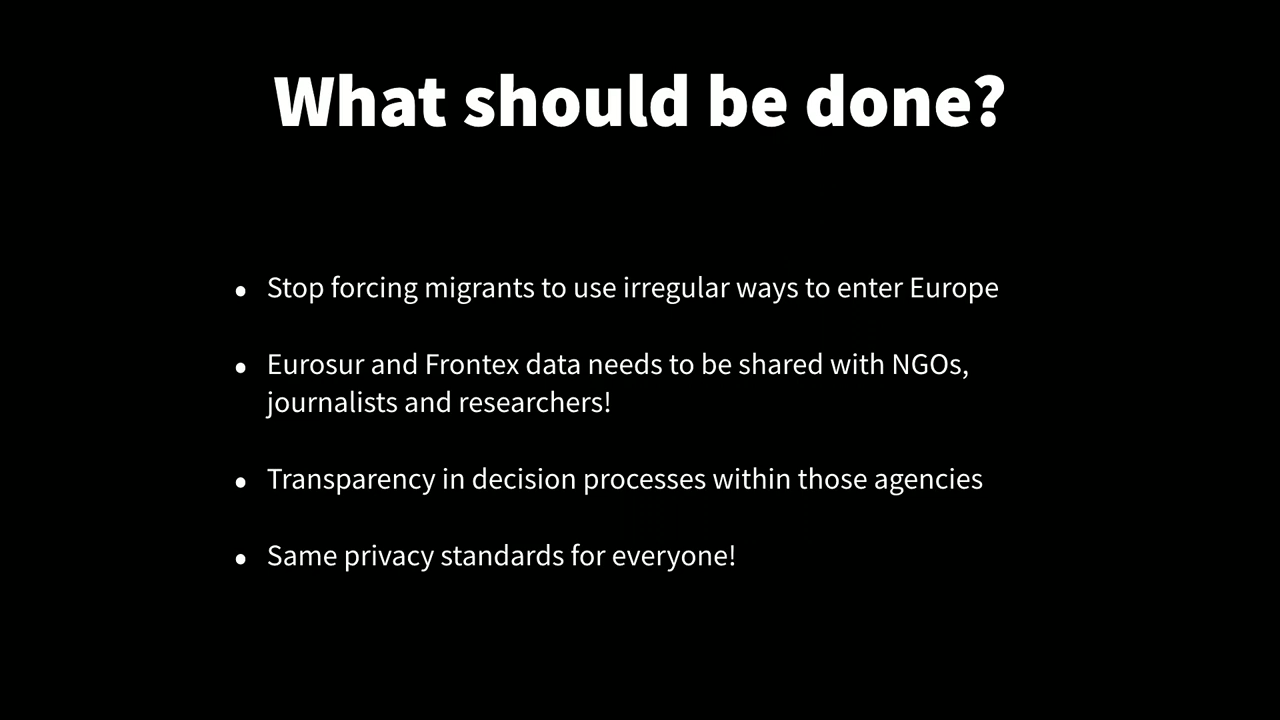 What should be done?
• Stop forcing migrants to use irregular ways to enter Europe
• Eurosur and Frontex data needs to be shared with NGOs,
journalists and researchers!
• Transparency in decision processes within those agencies
• Same privacy standards for everyone!